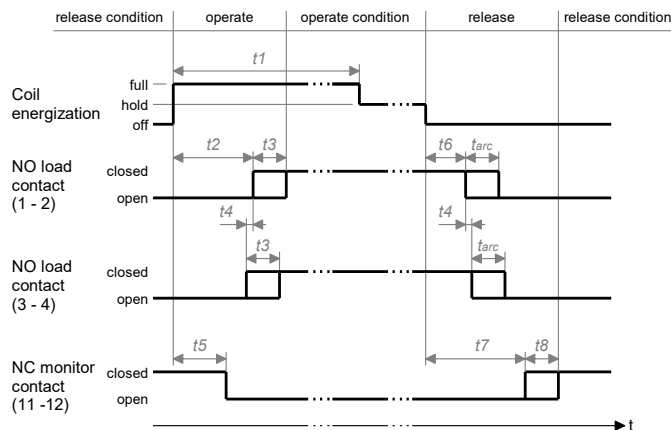 release condition operate operate condition release release condition
t1
Coil
energization
full
hold
off
t2 t3 t6 tarc
NO load
contact
(1 - 2)
closed
open
t4 t4
t3 tarc
NO load
contact
(3 - 4)
closed
open
t5 t7 t8
NC monitor
contact
(11 -12)
closed
open
t